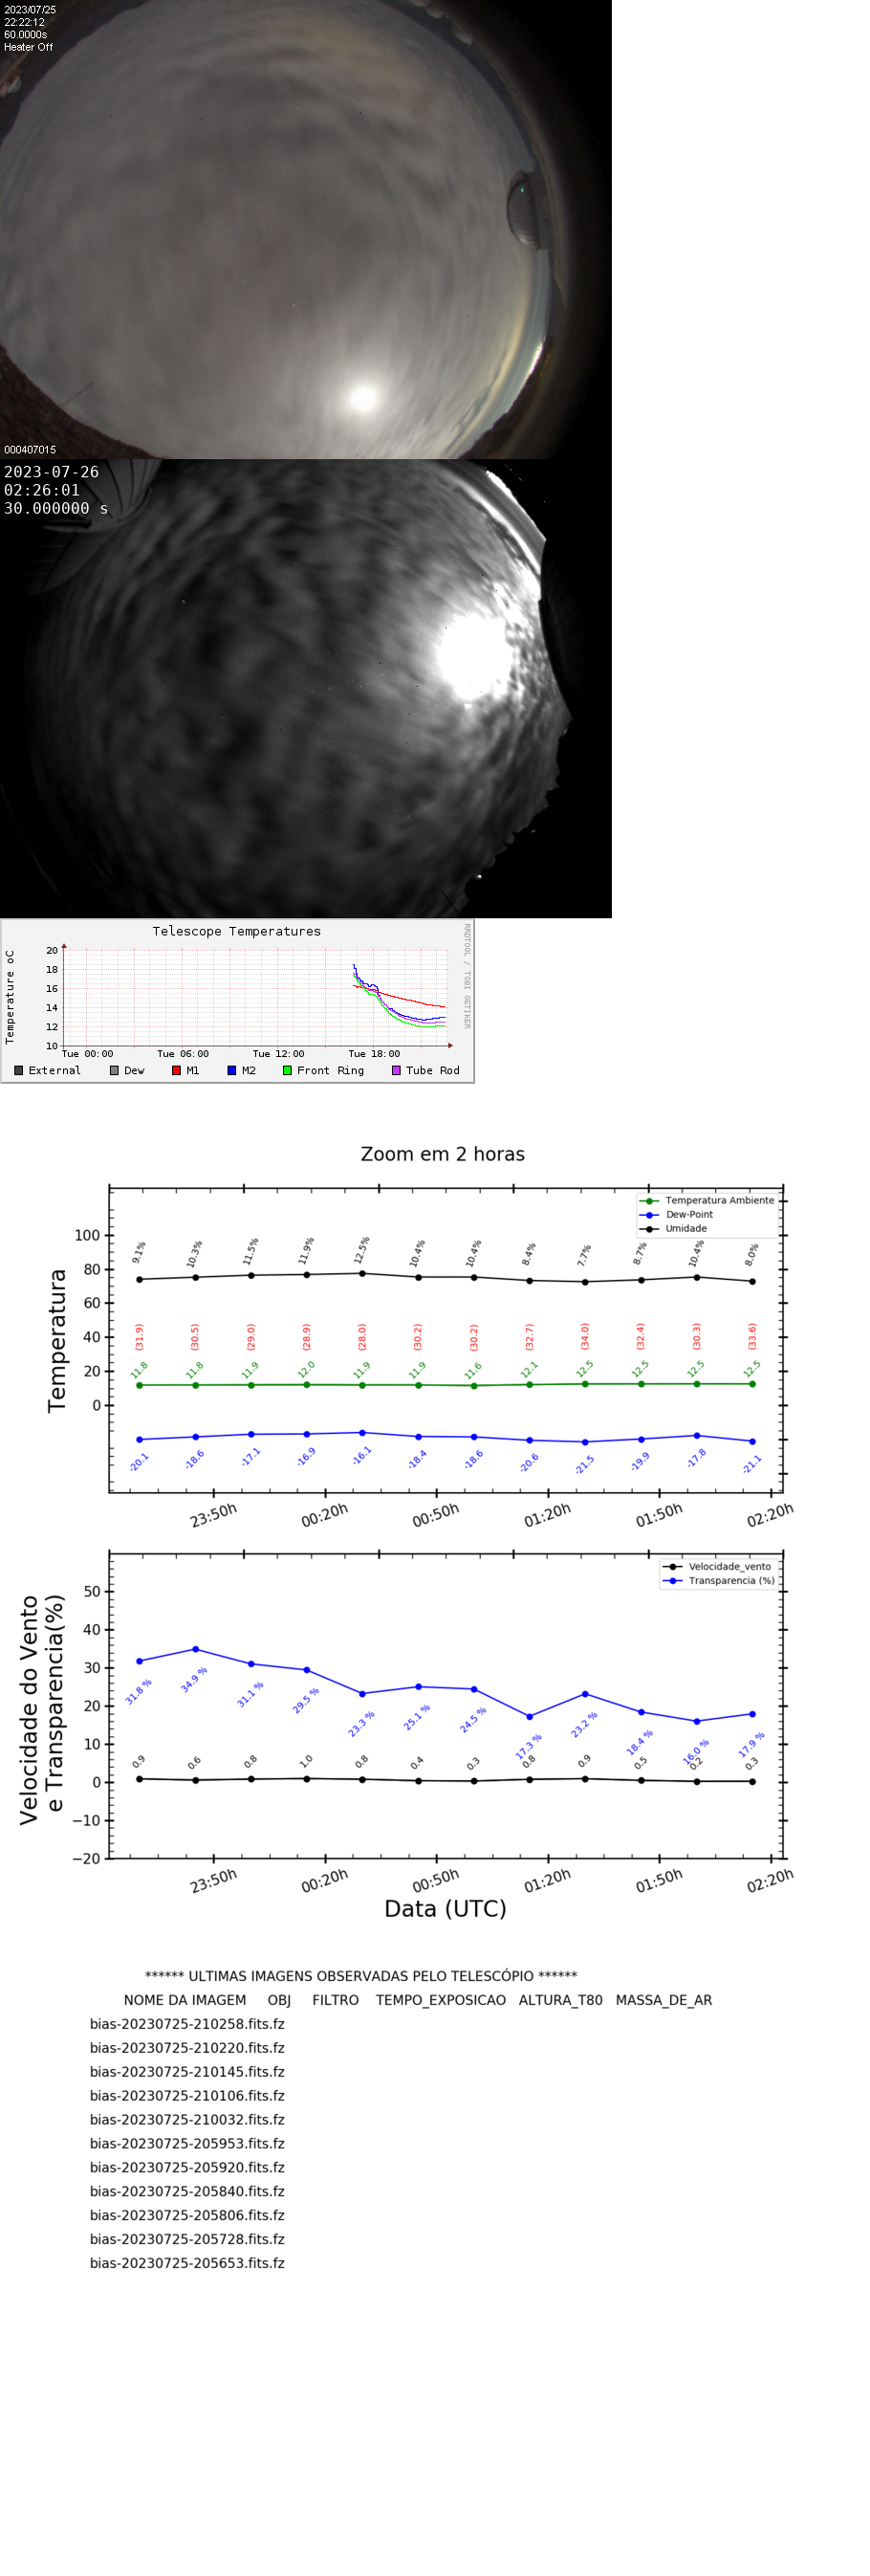 2023/07/25
22:22:12
60.0000s
Heater Off
000407015
2023-07-26
02:26:01
30.000000 s
Telescope Temperatures
RRDTOOL / TOBI OETIKER
Temperature oC
20
18
16
14
12
10
Tue 00:00 Tue 06:00 Tue 12:00 Tue 18:00
External Dew M1 M2 Front Ring Tube Rod
Zoom em 2 horas
Temperatura Ambiente
Dew-Point
Umidade
Temperatura
100
80
60
40
20
0
9.1% 10.3% 11.5% 11.9% 12.5% 10.4% 10.4% 8.4% 7.7% 8.7% 10.4% 8.0%
(31.9) (30.5) (29.0) (28.9) (28.0) (30.2) (30.2) (32.7) (34.0) (32.4) (30.3) (33.6)
11.8 11.8 11.9 12.0 11.9 11.9 11.6 12.1 12.5 12.5 12.5 12.5
-20.1 -18.6 -17.1 -16.9 -16.1 -18.4 -18.6 -20.6 -21.5 -19.9 -17.8 -21.1
23:50h 00:20h 00:50h 01:20h 01:50h 02:20h
Velocidade_vento
Transparencia (%)
Velocidade do Vento
e Transparencia(%)
50
40
30
20
10
0
−10
−20
31.8 % 34.9 % 31.1 % 29.5 % 23.3 % 25.1 % 24.5 % 17.3 % 23.2 % 18.4 % 16.0 % 17.9 %
0.9 0.6 0.8 1.0 0.8 0.4 0.3 0.8 0.9 0.5 0.2 0.3
23:50h 00:20h 00:50h 01:20h 01:50h 02:20h
Data (UTC)
****** ULTIMAS IMAGENS OBSERVADAS PELO TELESCÓPIO ******
NOME DA IMAGEM OBJ FILTRO TEMPO_EXPOSICAO ALTURA_T80 MASSA_DE_AR
bias-20230725-210258.fits.fz
bias-20230725-210220.fits.fz
bias-20230725-210145.fits.fz
bias-20230725-210106.fits.fz
bias-20230725-210032.fits.fz
bias-20230725-205953.fits.fz
bias-20230725-205920.fits.fz
bias-20230725-205840.fits.fz
bias-20230725-205806.fits.fz
bias-20230725-205728.fits.fz
bias-20230725-205653.fits.fz